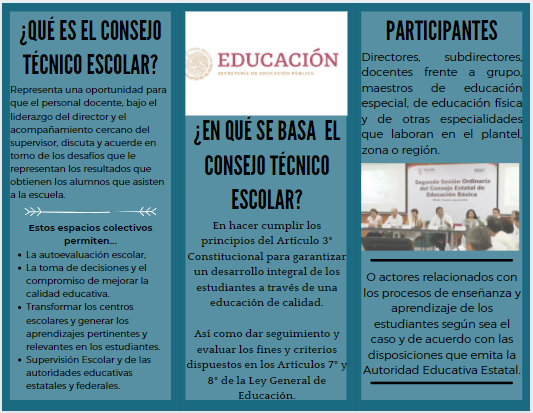 ¿QUÉ ES EL CONSEJO
TÉCNICO ESCOLAR?
Representa una oportunidad para
que el personal docente, bajo el
liderazgo del director y el
acompañamiento cercano del
supervisor, discuta y acuerde en
torno de los desafíos que le
representan los resultados que
obtienen los alumnos que asisten
a la escuela.
Estos espacios colectivos
permiten...
La autoevaluación escolar,
La toma de decisiones y el
compromiso de mejorar la
calidad educativa.
Transformar los centros
escolares y generar los
aprendizajes pertinentes y
relevantes en los estudiantes.
Supervisión Escolar y de las
autoridades educativas
estatales y federales.
EDUCACIÓN
SECRETARÍA DE EDUCACIÓN PÚBLICA
¿EN QUÉ SE BASA EL
CONSEJO TÉCNICO
ESCOLAR?
En hacer cumplir los
principios del Artículo 3°
Constitucional para garantizar
un desarrollo integral de los
estudiantes a través de una
educación de calidad.
Así como dar seguimiento y
evaluar los fines y criterios
dispuestos en los Artículos 7° y
8° de la Ley General de
Educación.
PARTICIPANTES
Directores, subdirectores,
docentes frente a grupo,
maestros de educación
especial, de educación física
y de otras especialidades
que laboran en el plantel,
zona o región.
Segunda Sesión Ordinaria
del Consejo Estatal de
Educación Básica
O actores relacionados con
los procesos de enseñanza y
aprendizaje de los
estudiantes según sea el
caso y de acuerdo con las
disposiciones que emita la
Autoridad Educativa Estatal.